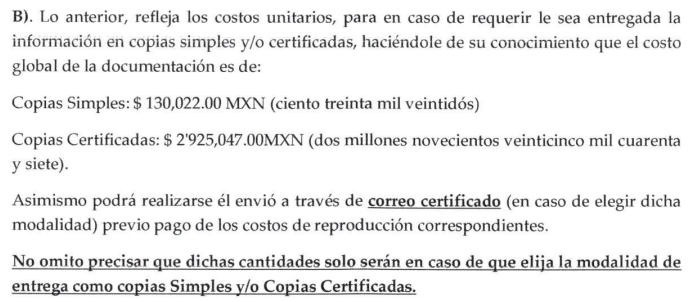 B). Lo anterior, refleja los costos unitarios, para en caso de requerir le sea entregada la
información en copias simples y/o certificadas, haciéndole de su conocimiento que el costo
global de la documentación es de:
Copias Simples: $ 130,022.00 MXN (ciento treinta mil veintidós)
Copias Certificadas: $ 2'925,047.00MXN (dos millones novecientos veinticinco mil cuarenta
y siete).
Asimismo podrá realizarse él envió a través de correo certificado (en caso de elegir dicha
modalidad) previo pago de los costos de reproducción correspondientes.
No omito precisar que dichas cantidades solo serán en caso de que elija la modalidad de
entrega como copias Simples y/o Copias Certificadas.